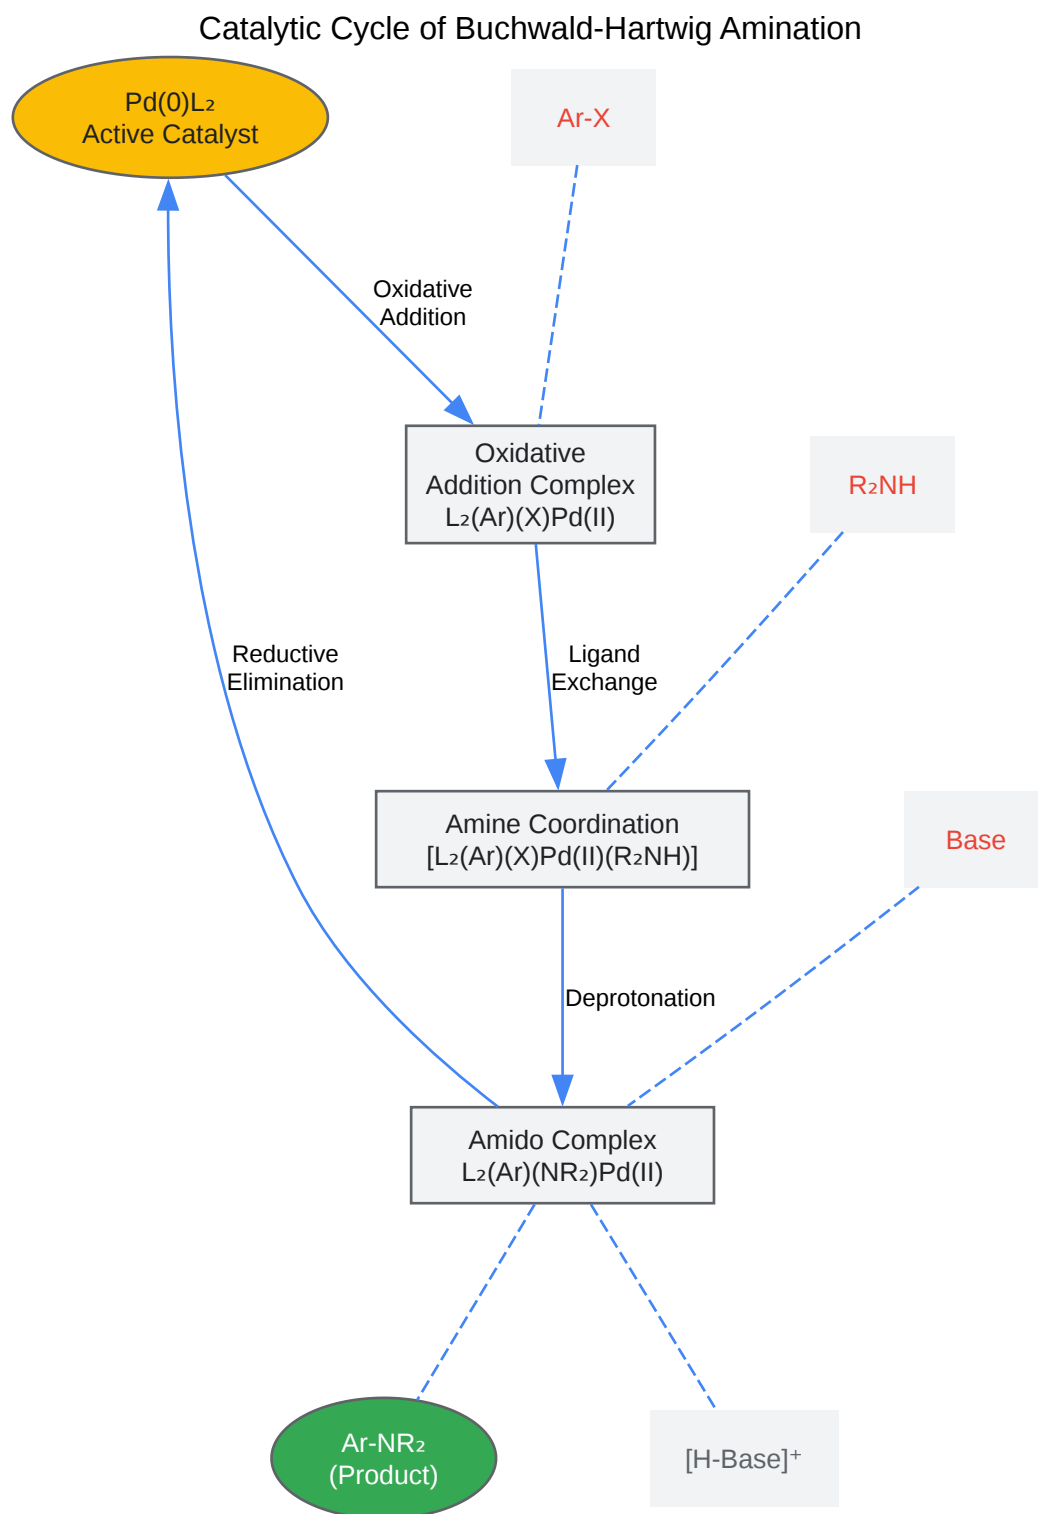 Catalytic Cycle of Buchwald-Hartwig Amination
Pd(0)L₂
Active Catalyst
Ar-X
Oxidative
Addition
Oxidative
Addition Complex
L₂(Ar)(X)Pd(II)
R₂NH
Reductive
Elimination
Ligand
Exchange
Amine Coordination
[L₂(Ar)(X)Pd(II)(R₂NH)]
Base
Deprotonation
Amido Complex
L₂(Ar)(NR₂)Pd(II)
Ar-NR₂
(Product)
[H-Base]⁺